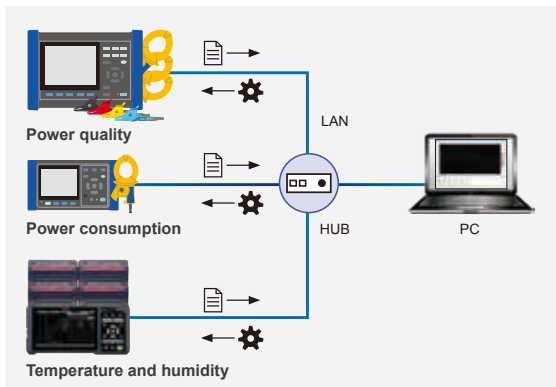 Power quality
LAN
Power consumption
HUB
PC
Temperature and humidity